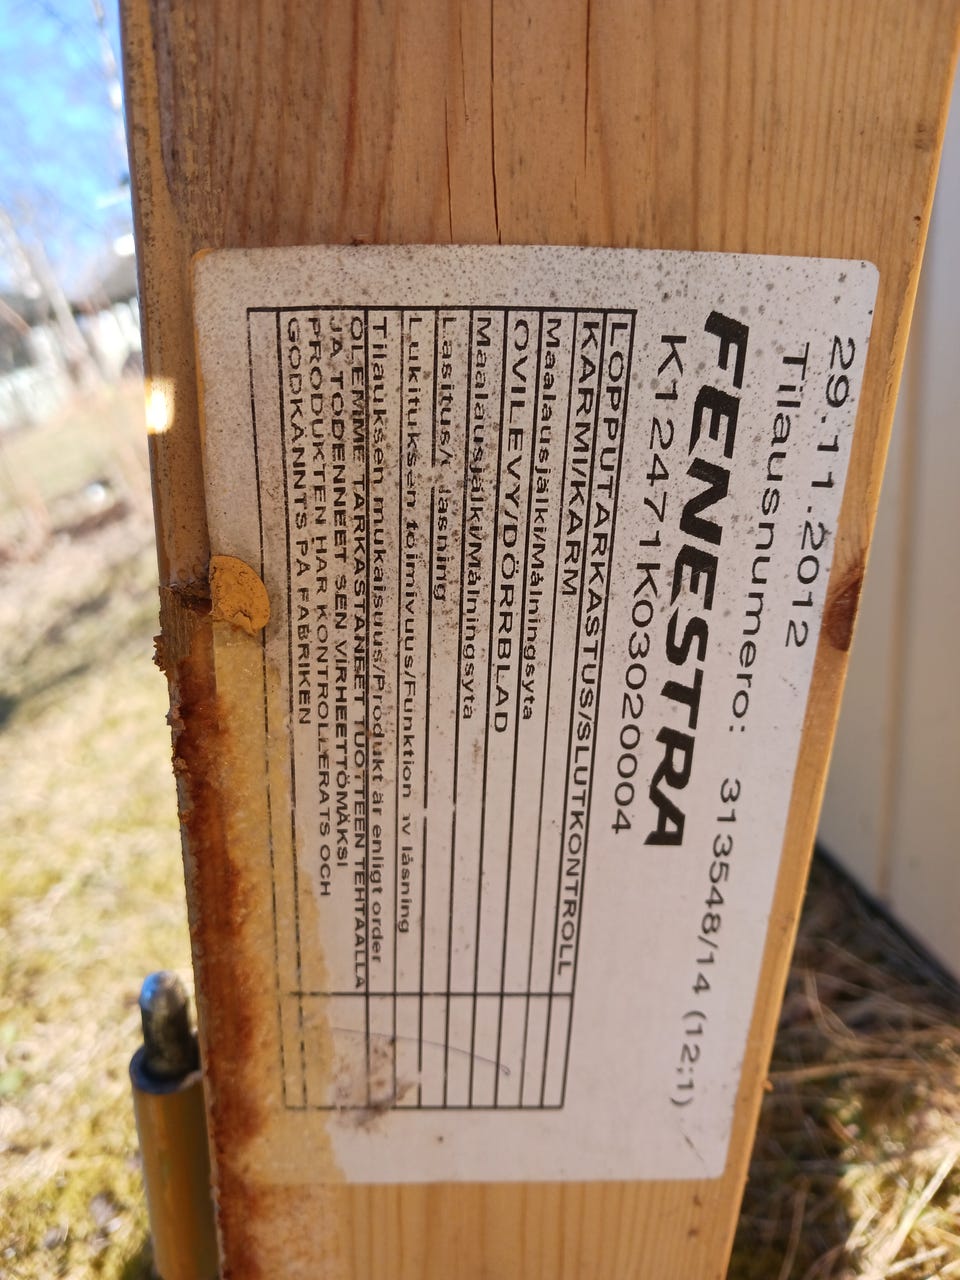 29.11.2012
Tilausnumero: 313548/14 (12;1)
FENESTRA
K12471K03020004
LOPPUTARKASTUS/SLUTKONTROLL
KARMI/KARM
Maalausjälki/Målningsyta
OVILEVY/DÖRRBLAD
Maalausjälki/Målningsyta
Lasitus/ låsning
Lukituksen toimivuus/Funktion av låsning
Tilauksen mukaisuus/Produkt är enligt order
OLEMME TARKASTANEET TUOTTEEN TEHTAALLA
JA TODENNEET SEN VIRHEETTÖMÄKSI
PRODUKTEN HAR KONTROLLERATS OCH
GODKÄNNTS PÅ FABRIKEN